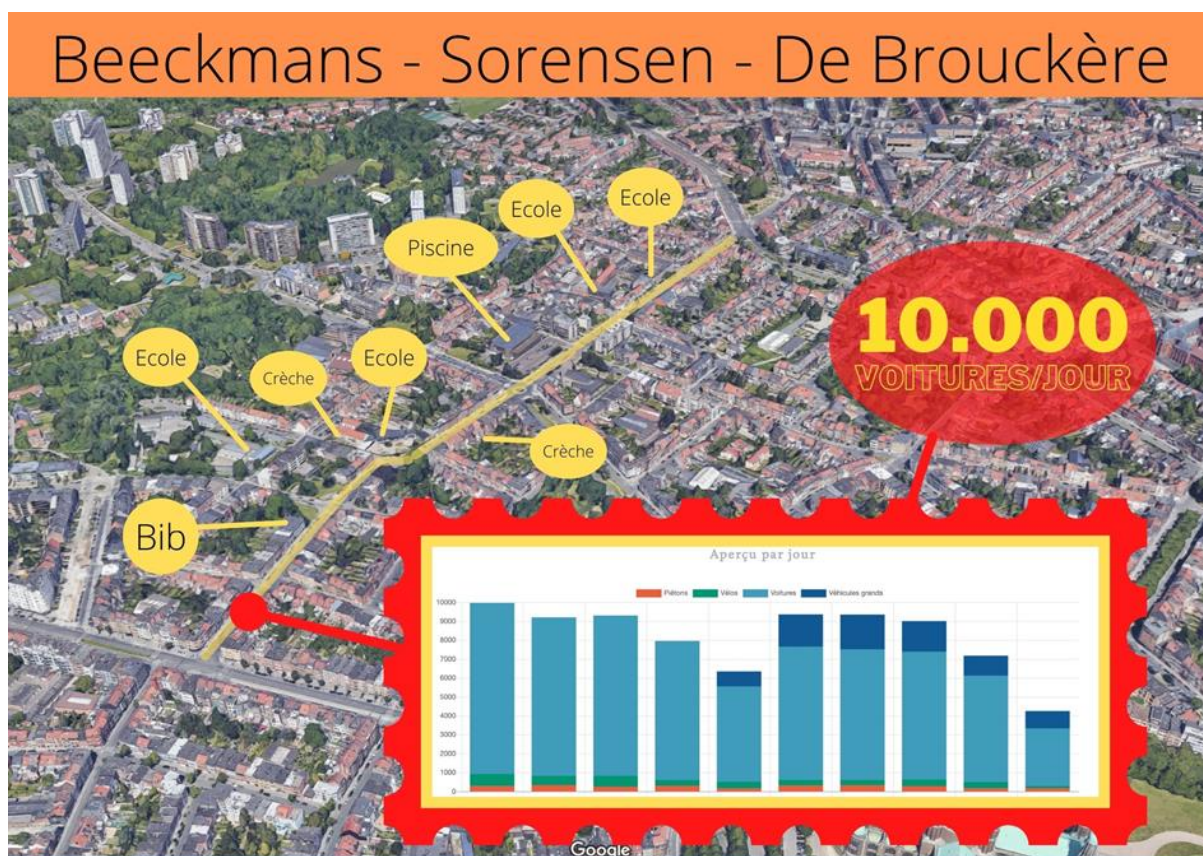 Beeckmans - Sorensen - De Brouckère
Ecole
Ecole
Piscine
10.000
VOITURES/JOUR
Ecole
Crèche
Ecole
Crèche
Bib
Aperçu par jour
Piétons Vélos Voitures Véhicules grands
10000
9000
8000
7000
6000
5000
4000
3000
2000
1000
0
Google